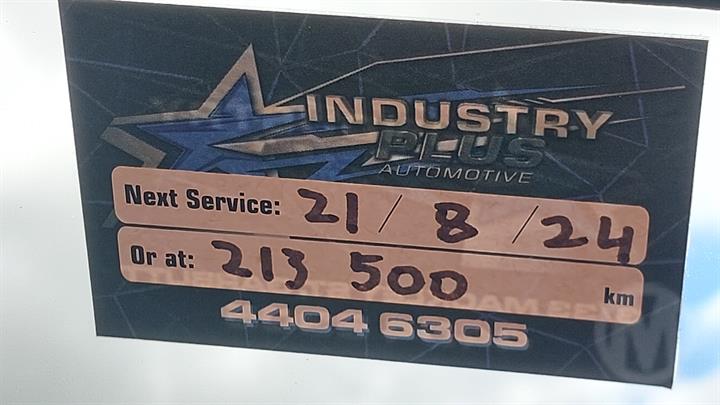 INDUSTRY
PLUS
AUTOMOTIVE
Next Service: 21 / 8 / 24
Or at: 213 500 km
4404 6305
M